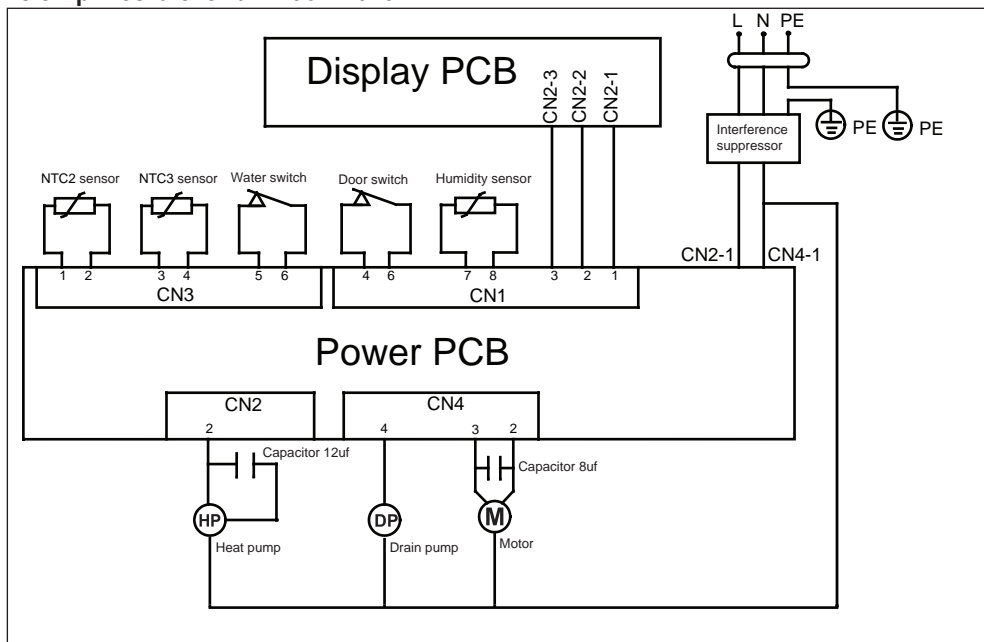 L N PE
Display PCB
CN2-3
CN2-2
CN2-1
Interference
suppressor
PE
PE
NTC2 sensor
NTC3 sensor
Water switch
Door switch
Humidity sensor
CN2-1
CN4-1
1 2 3 4 5 6 4 6 7 8 3 2 1
CN3
CN1
Power PCB
CN2
CN4
2 4 3 2
Capacitor 12uf
Capacitor 8uf
HP
DP
M
Heat pump
Drain pump
Motor